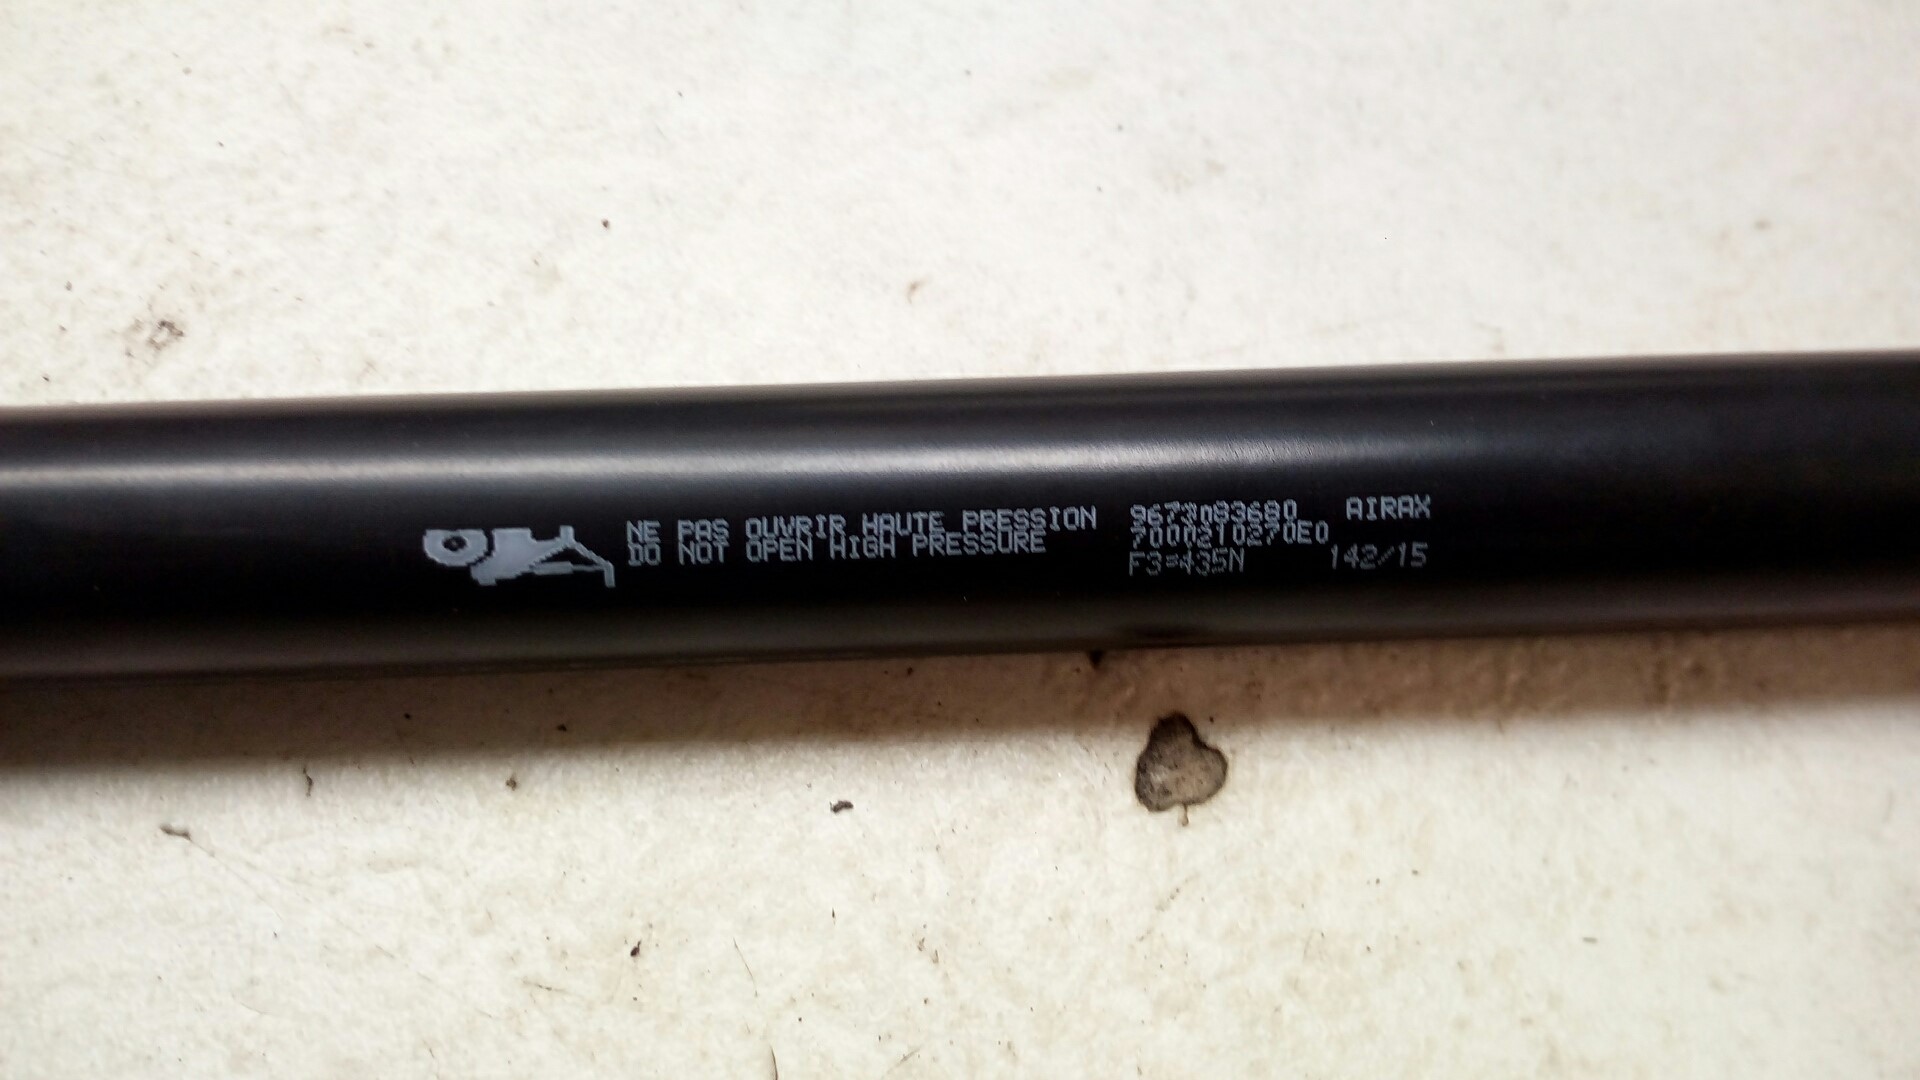 NE PAS OUVRIR HAUTE PRESSION
DO NOT OPEN HIGH PRESSURE
9673083680 AIRAX
7000210270E0
F3=435N 142/15